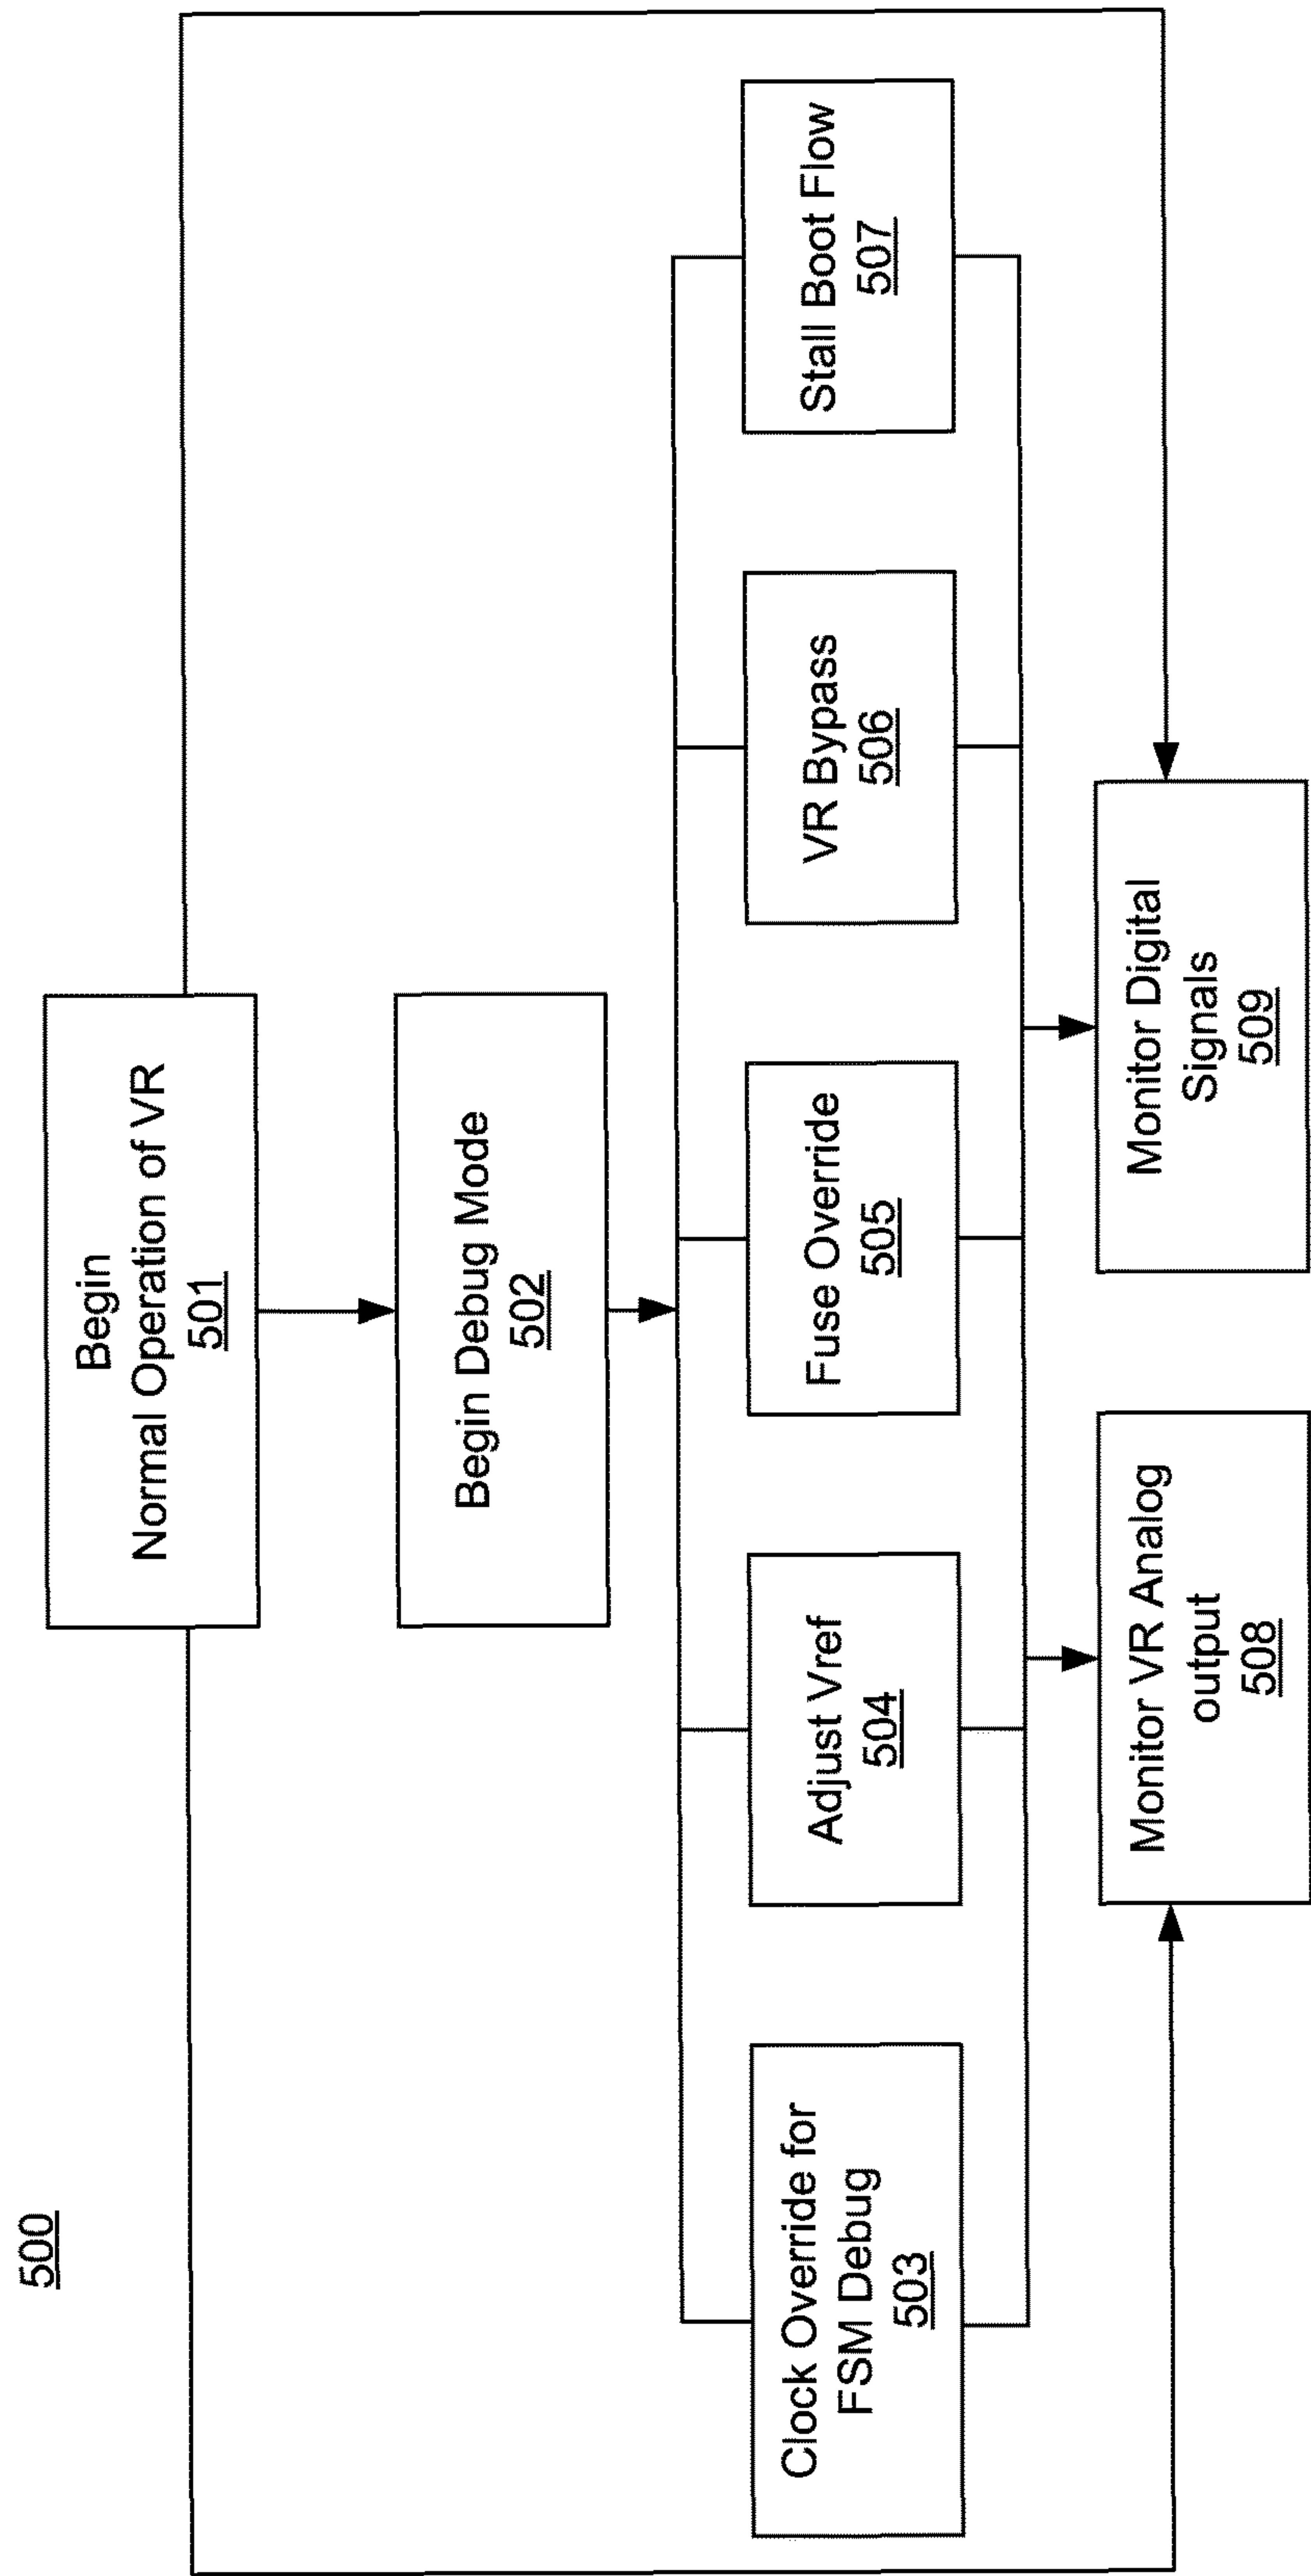 500
Begin
Normal Operation of VR
501
Begin Debug Mode
502
Clock Override for
FSM Debug
503
Adjust Vref
504
Fuse Override
505
VR Bypass
506
Stall Boot Flow
507
Monitor VR Analog
output
508
Monitor Digital
Signals
509